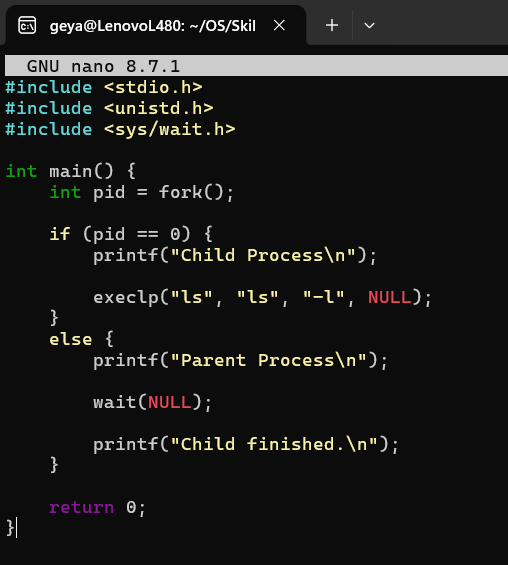 geya@LenovoL480: ~/OS/Skil
GNU nano 8.7.1
#include <stdio.h>
#include <unistd.h>
#include <sys/wait.h>
int main() {
    int pid = fork();
    if (pid == 0) {
        printf("Child Process\n");
        execlp("ls", "ls", "-l", NULL);
    }
    else {
        printf("Parent Process\n");
        wait(NULL);
        printf("Child finished.\n");
    }
    return 0;
}